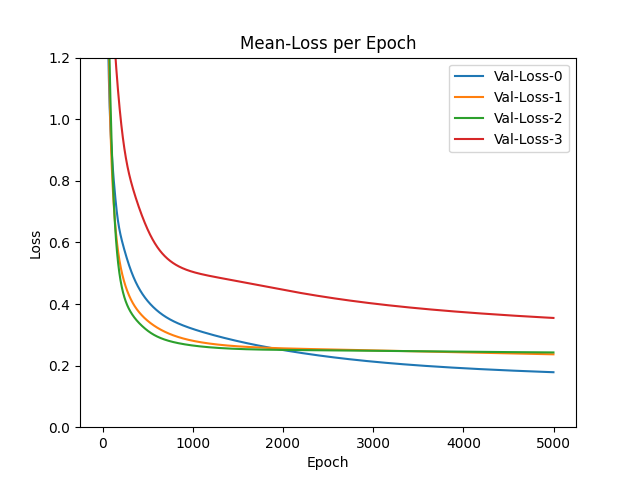 Mean-Loss per Epoch
Loss
1.2
1.0
0.8
0.6
0.4
0.2
0.0
Val-Loss-0
Val-Loss-1
Val-Loss-2
Val-Loss-3
0 1000 2000 3000 4000 5000
Epoch